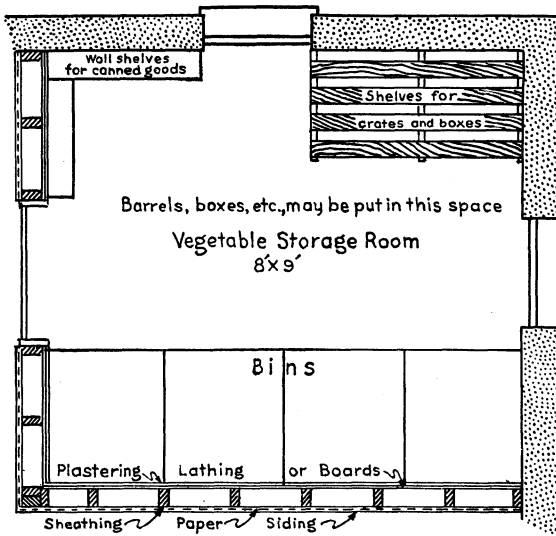 Wall shelves
for canned goods
Shelves for
crates and boxes
Barrels, boxes, etc., may be put in this space
Vegetable Storage Room
8'x 9'
Bins
Plastering Lathing or Boards
Sheathing Paper Siding